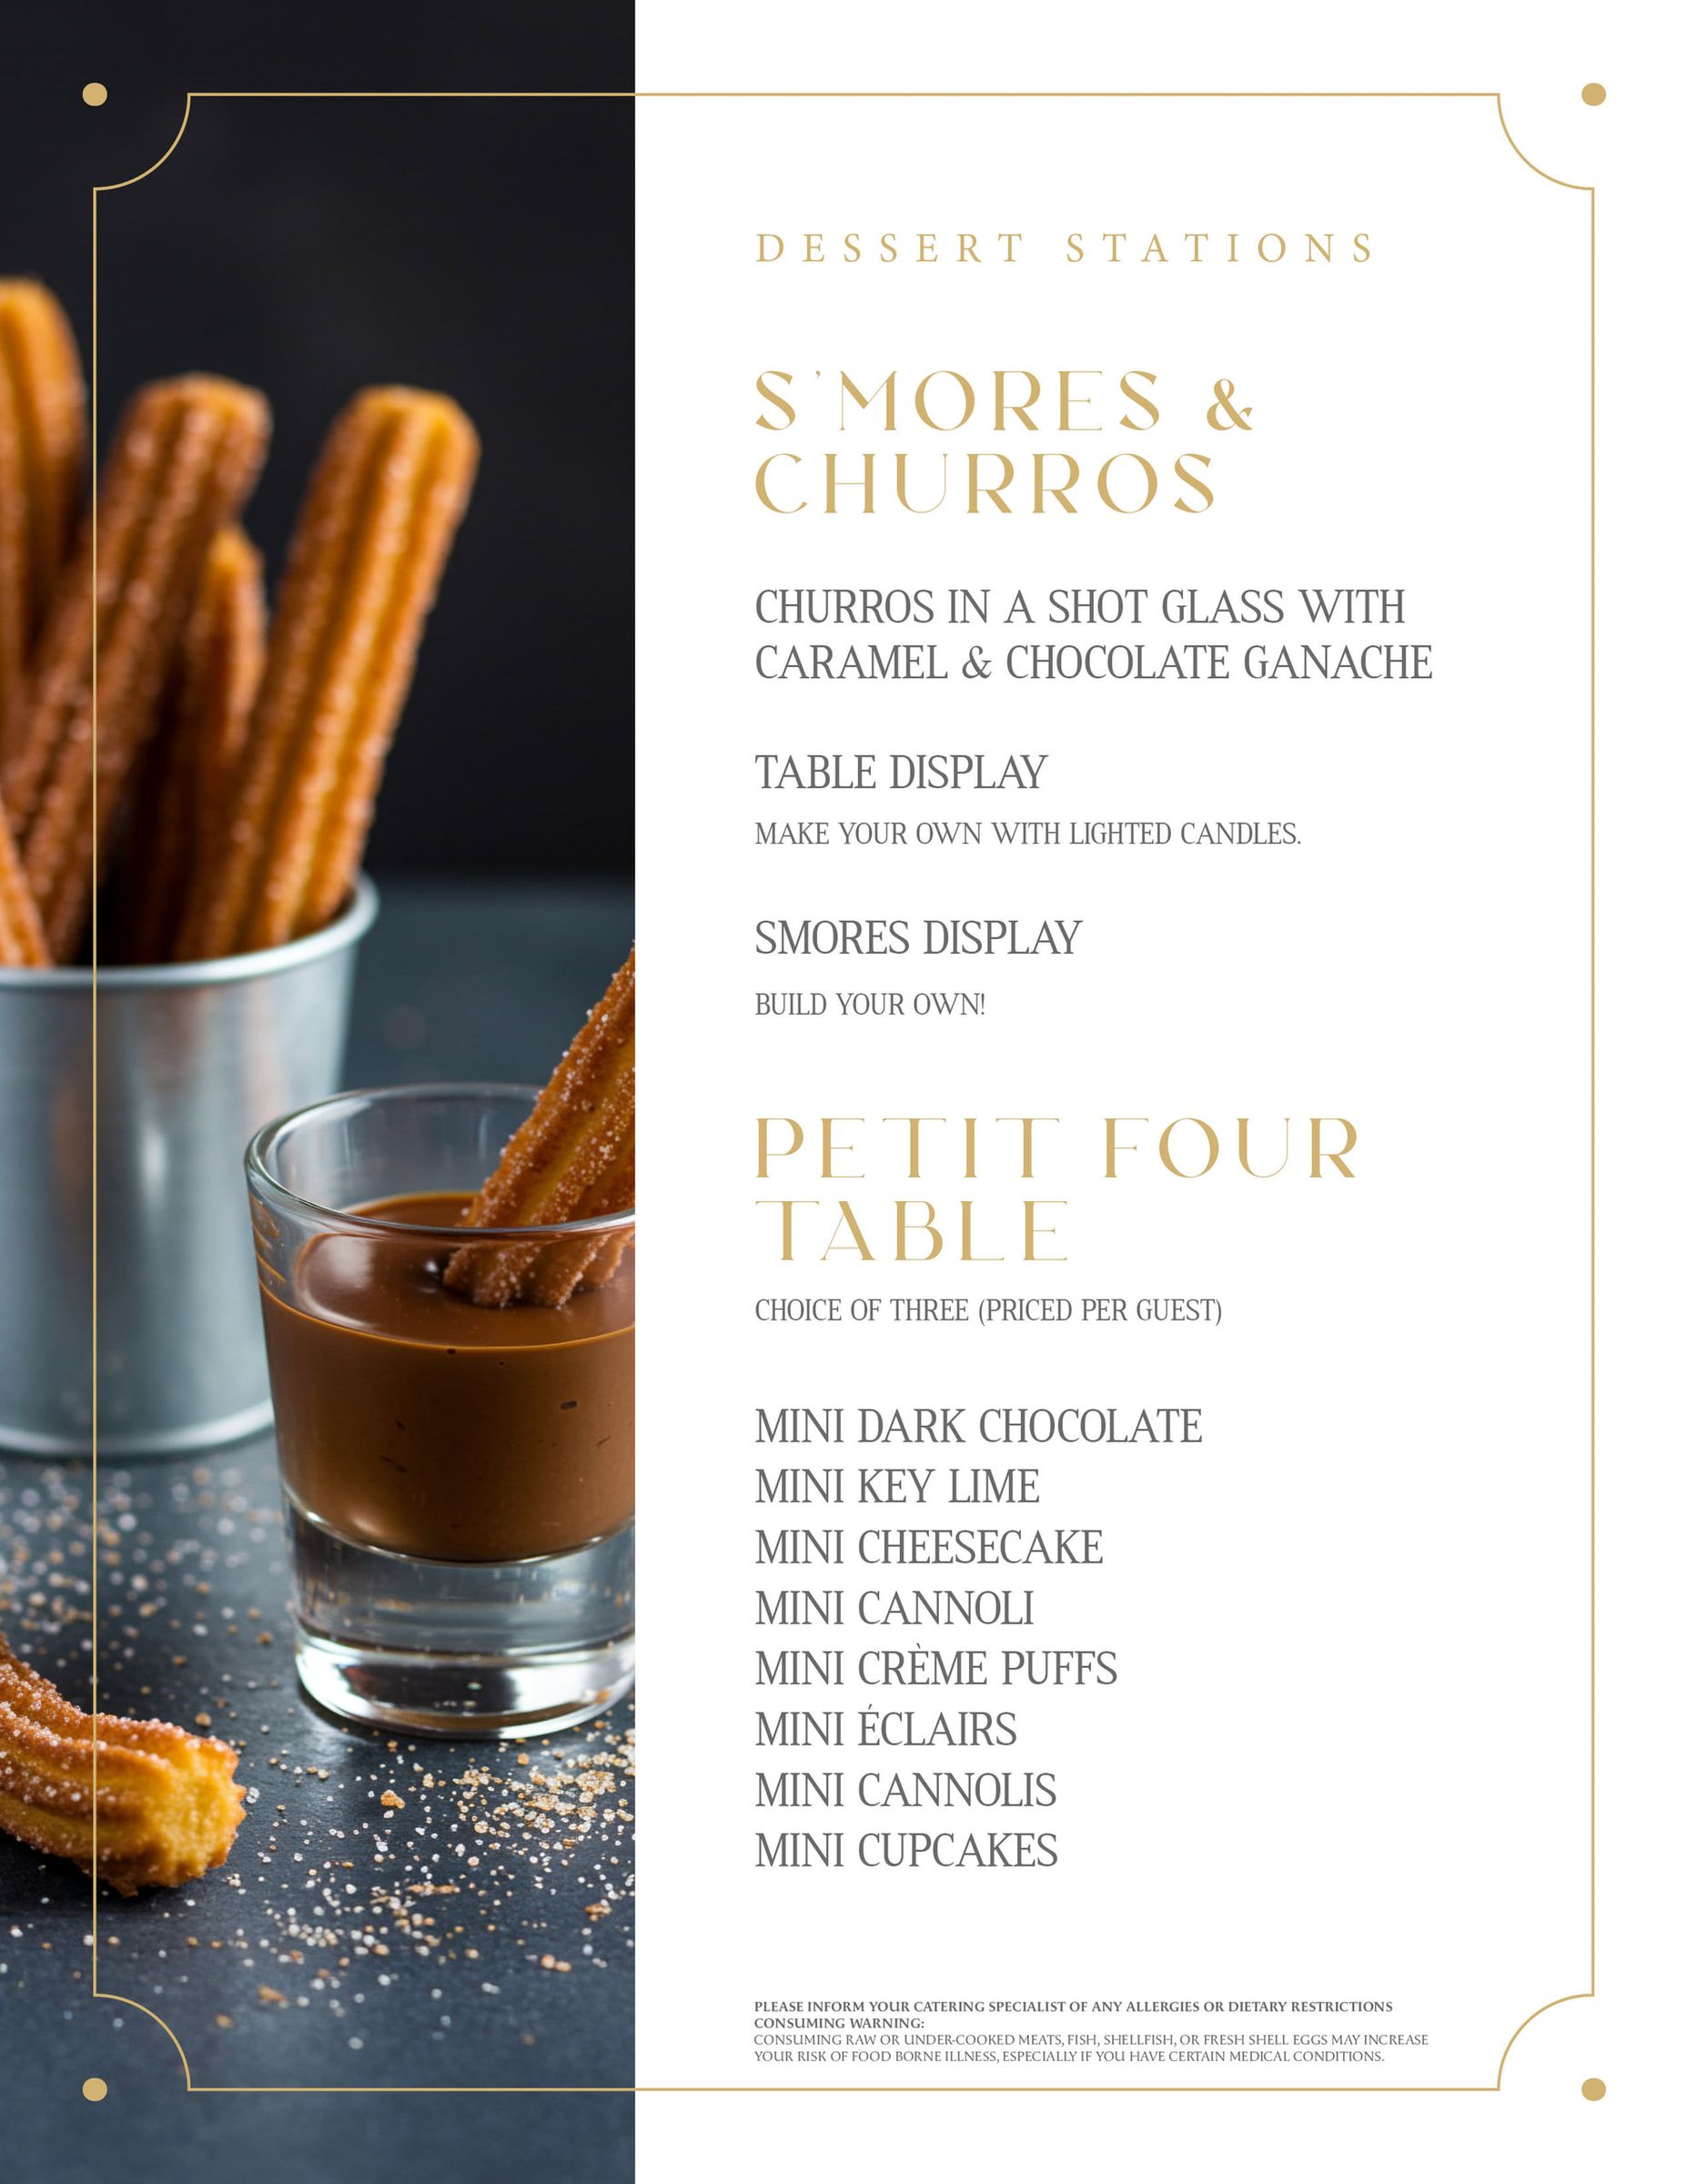 DESSERT STATIONS
S'MORES &
CHURROS
CHURROS IN A SHOT GLASS WITH
CARAMEL & CHOCOLATE GANACHE
TABLE DISPLAY
MAKE YOUR OWN WITH LIGHTED CANDLES.
SMORES DISPLAY
BUILD YOUR OWN!
PETIT FOUR
TABLE
CHOICE OF THREE (PRICED PER GUEST)
MINI DARK CHOCOLATE
MINI KEY LIME
MINI CHEESECAKE
MINI CANNOLI
MINI CRÈME PUFFS
MINI ÉCLAIRS
MINI CANNOLIS
MINI CUPCAKES
PLEASE INFORM YOUR CATERING SPECIALIST OF ANY ALLERGIES OR DIETARY RESTRICTIONS
CONSUMING WARNING:
CONSUMING RAW OR UNDER-COOKED MEATS, FISH, SHELLFISH, OR FRESH SHELL EGGS MAY INCREASE
YOUR RISK OF FOOD BORNE ILLNESS, ESPECIALLY IF YOU HAVE CERTAIN MEDICAL CONDITIONS.